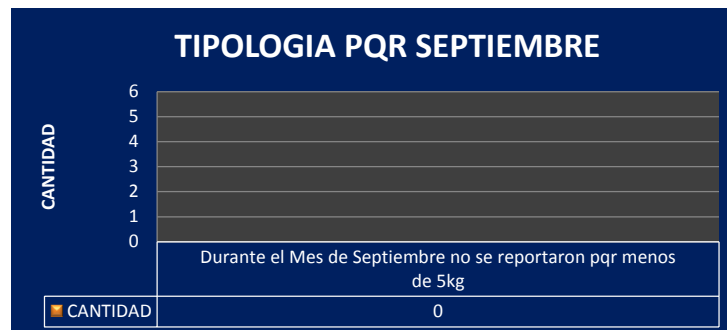 TIPOLOGIA PQR SEPTIEMBRE
CANTIDAD
6
5
4
3
2
1
0
Durante el Mes de Septiembre no se reportaron pqr menos
de 5kg
CANTIDAD 0